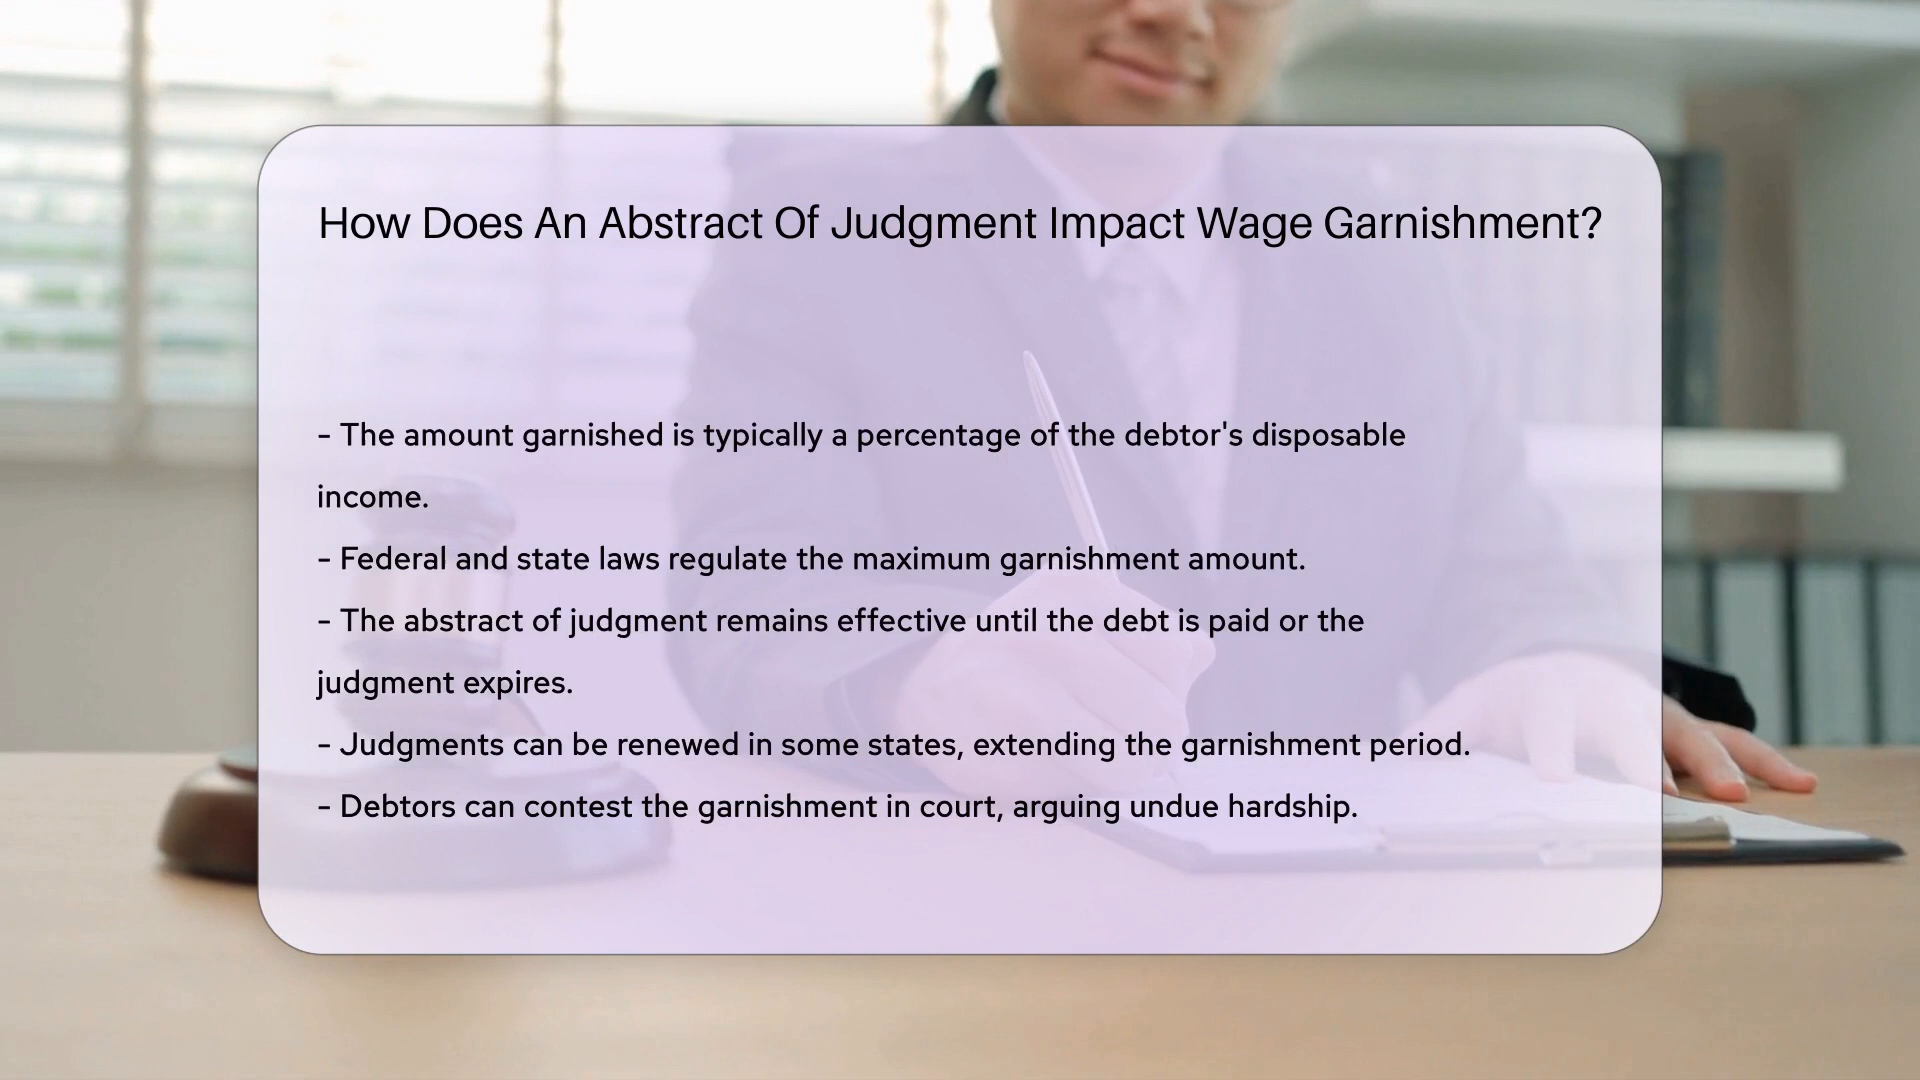 How Does An Abstract Of Judgment Impact Wage Garnishment?
- The amount garnished is typically a percentage of the debtor's disposable
income.
- Federal and state laws regulate the maximum garnishment amount.
- The abstract of judgment remains effective until the debt is paid or the
judgment expires.
- Judgments can be renewed in some states, extending the garnishment period.
- Debtors can contest the garnishment in court, arguing undue hardship.